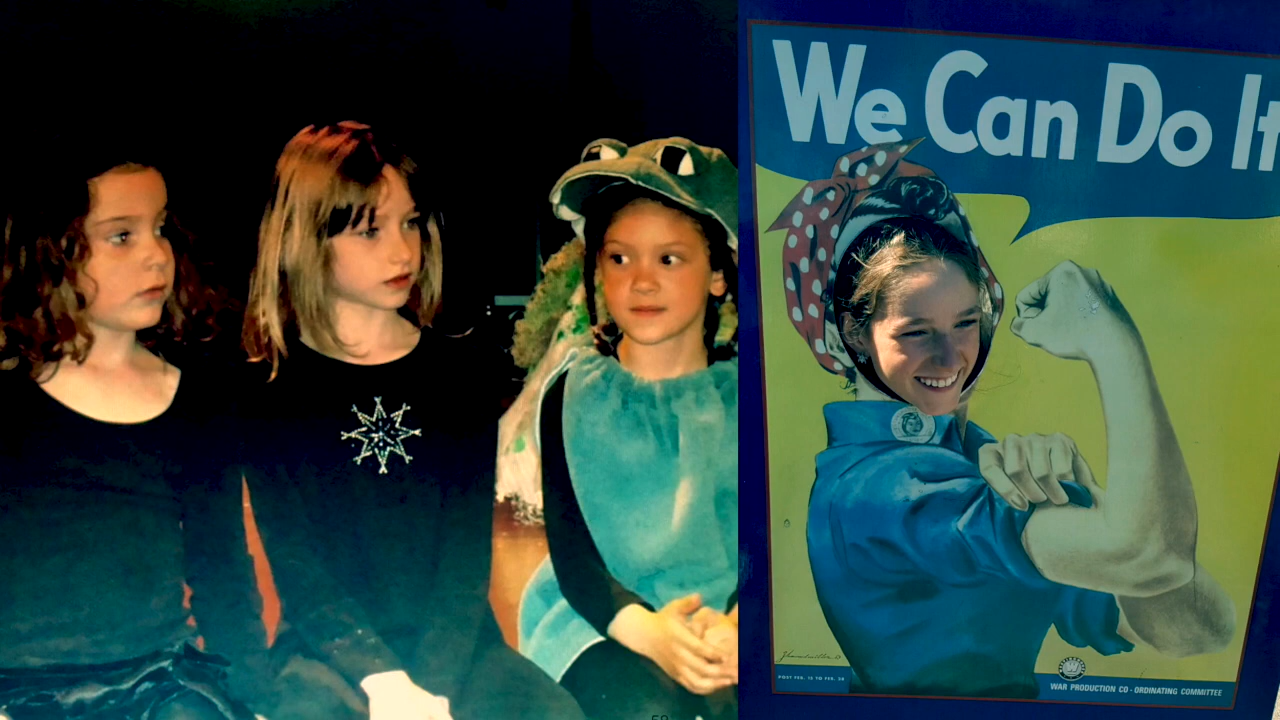 We Can Do It
POST FEB. 15 TO FEB. 28
WAR PRODUCTION CO-ORDINATING COMMITTEE